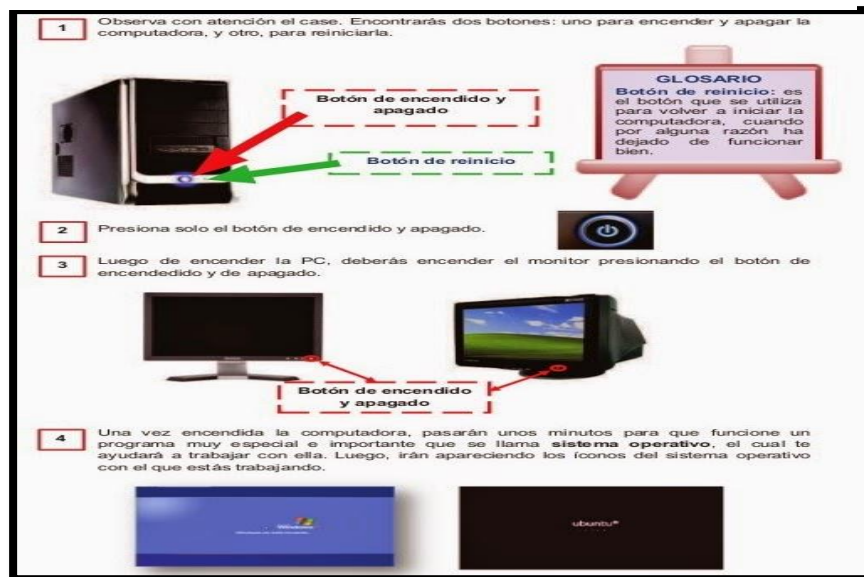 1
Observa con atención el case. Encontrarás dos botones: uno para encender y apagar la
computadora, y otro, para reiniciarla.
Botón de encendido y
apagado
Botón de reinicio
GLOSARIO
Botón de reinicio: es
el botón que se utiliza
para volver a iniciar la
computadora, cuando
por alguna razón ha
dejado de funcionar
bien.
2
Presiona solo el botón de encendido y apagado.
3
Luego de encender la PC, deberás encender el monitor presionando el botón de
encendedido y de apagado.
Botón de encendido
y apagado
4
Una vez encendida la computadora, pasarán unos minutos para que funcione un
programa muy especial e importante que se llama sistema operativo, el cual te
ayudará a trabajar con ella. Luego, irán apareciendo los íconos del sistema operativo
con el que estás trabajando.
Windows
ubuntu